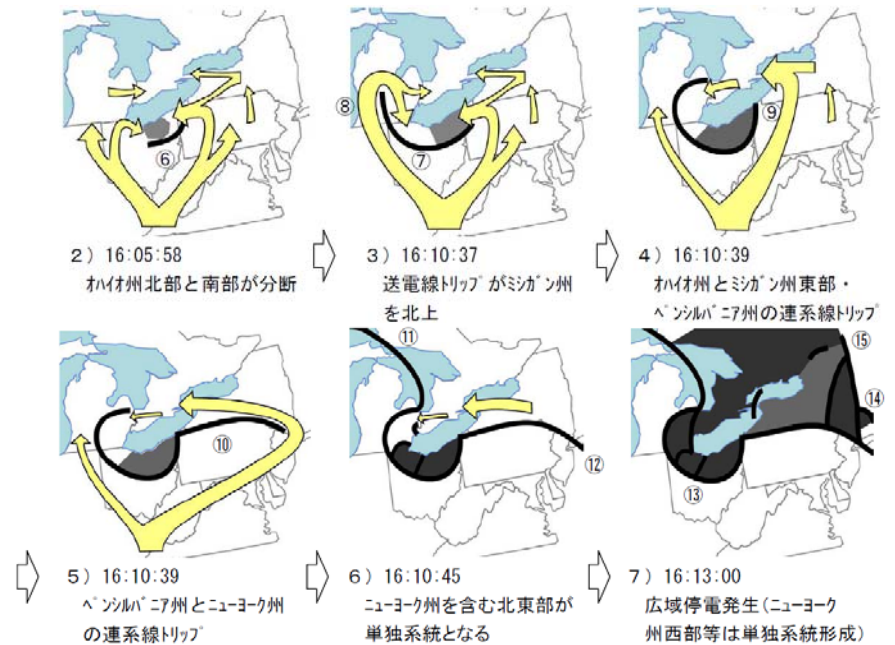 ⑥
2）16:05:58
ｵﾊｲｵ州北部と南部が分断
⑧
⑦
3）16:10:37
送電線ﾄﾘｯﾌﾟがﾐｼｶﾞﾝ州
を北上
⑨
4）16:10:39
ｵﾊｲｵ州とﾐｼｶﾞﾝ州東部・
ﾍﾟﾝｼﾙﾊﾞﾆｱ州の連系線ﾄﾘｯﾌﾟ
⑩
5）16:10:39
ﾍﾟﾝｼﾙﾊﾞﾆｱ州とﾆｭｰﾖｰｸ州
の連系線ﾄﾘｯﾌﾟ
⑪
⑫
6）16:10:45
ﾆｭｰﾖｰｸ州を含む北東部が
単独系統となる
⑮
⑭
⑬
7）16:13:00
広域停電発生(ﾆｭｰﾖｰｸ
州西部等は単独系統形成)